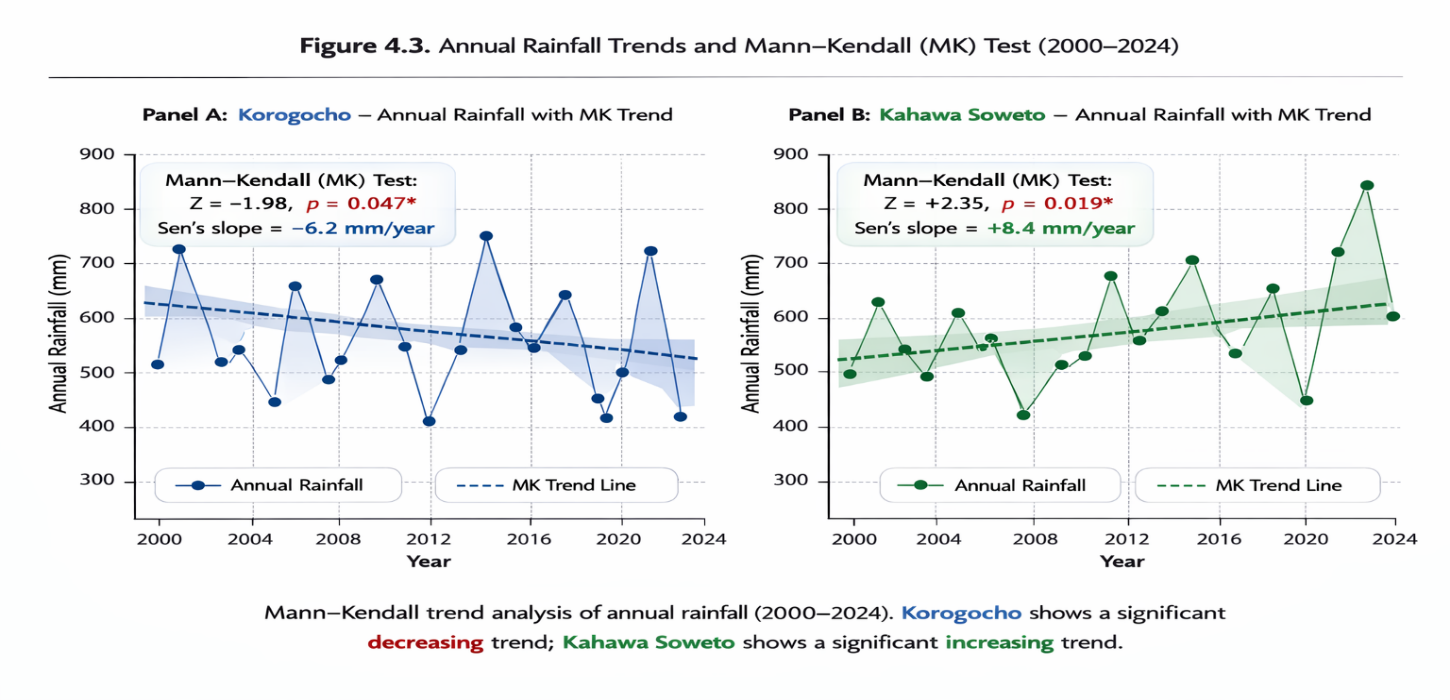 Figure 4.3. Annual Rainfall Trends and Mann–Kendall (MK) Test (2000–2024)
Panel A: Korogocho – Annual Rainfall with MK Trend
900
800
700
600
500
400
300
Annual Rainfall (mm)
Mann–Kendall (MK) Test:
Z = −1.98, p = 0.047*
Sen's slope = −6.2 mm/year
Annual Rainfall
MK Trend Line
2000 2004 2008 2012 2016 2020 2024
Year
Panel B: Kahawa Soweto – Annual Rainfall with MK Trend
900
800
700
600
500
400
300
Annual Rainfall (mm)
Mann–Kendall (MK) Test:
Z = +2.35, p = 0.019*
Sen's slope = +8.4 mm/year
Annual Rainfall
MK Trend Line
2000 2004 2008 2012 2016 2020 2024
Year
Mann–Kendall trend analysis of annual rainfall (2000–2024). Korogocho shows a significant
decreasing trend; Kahawa Soweto shows a significant increasing trend.